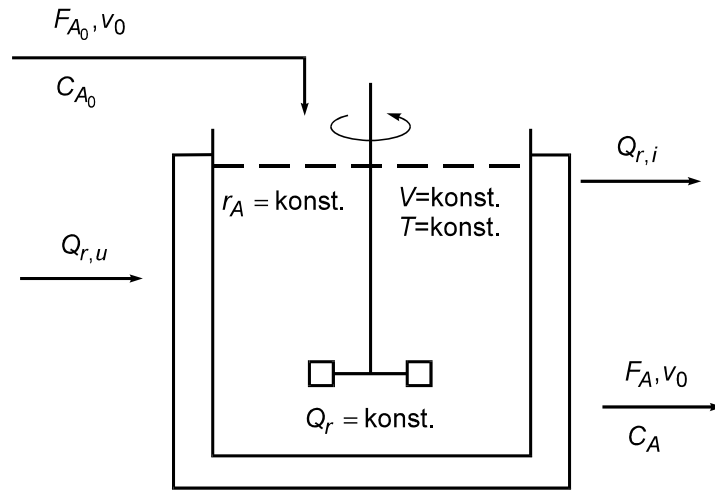 F_{A_0}, v_0
C_{A_0}
Q_{r,i}
r_A = konst.
V=konst.
T=konst.
Q_{r,u}
F_A, v_0
Q_r = konst.
C_A